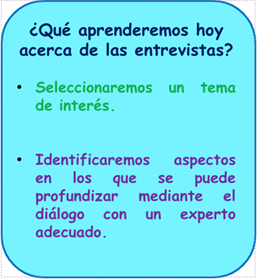 ¿Qué aprenderemos hoy
acerca de las entrevistas?
• Seleccionaremos un tema
de interés.
• Identificaremos aspectos
en los que se puede
profundizar mediante el
diálogo con un experto
adecuado.